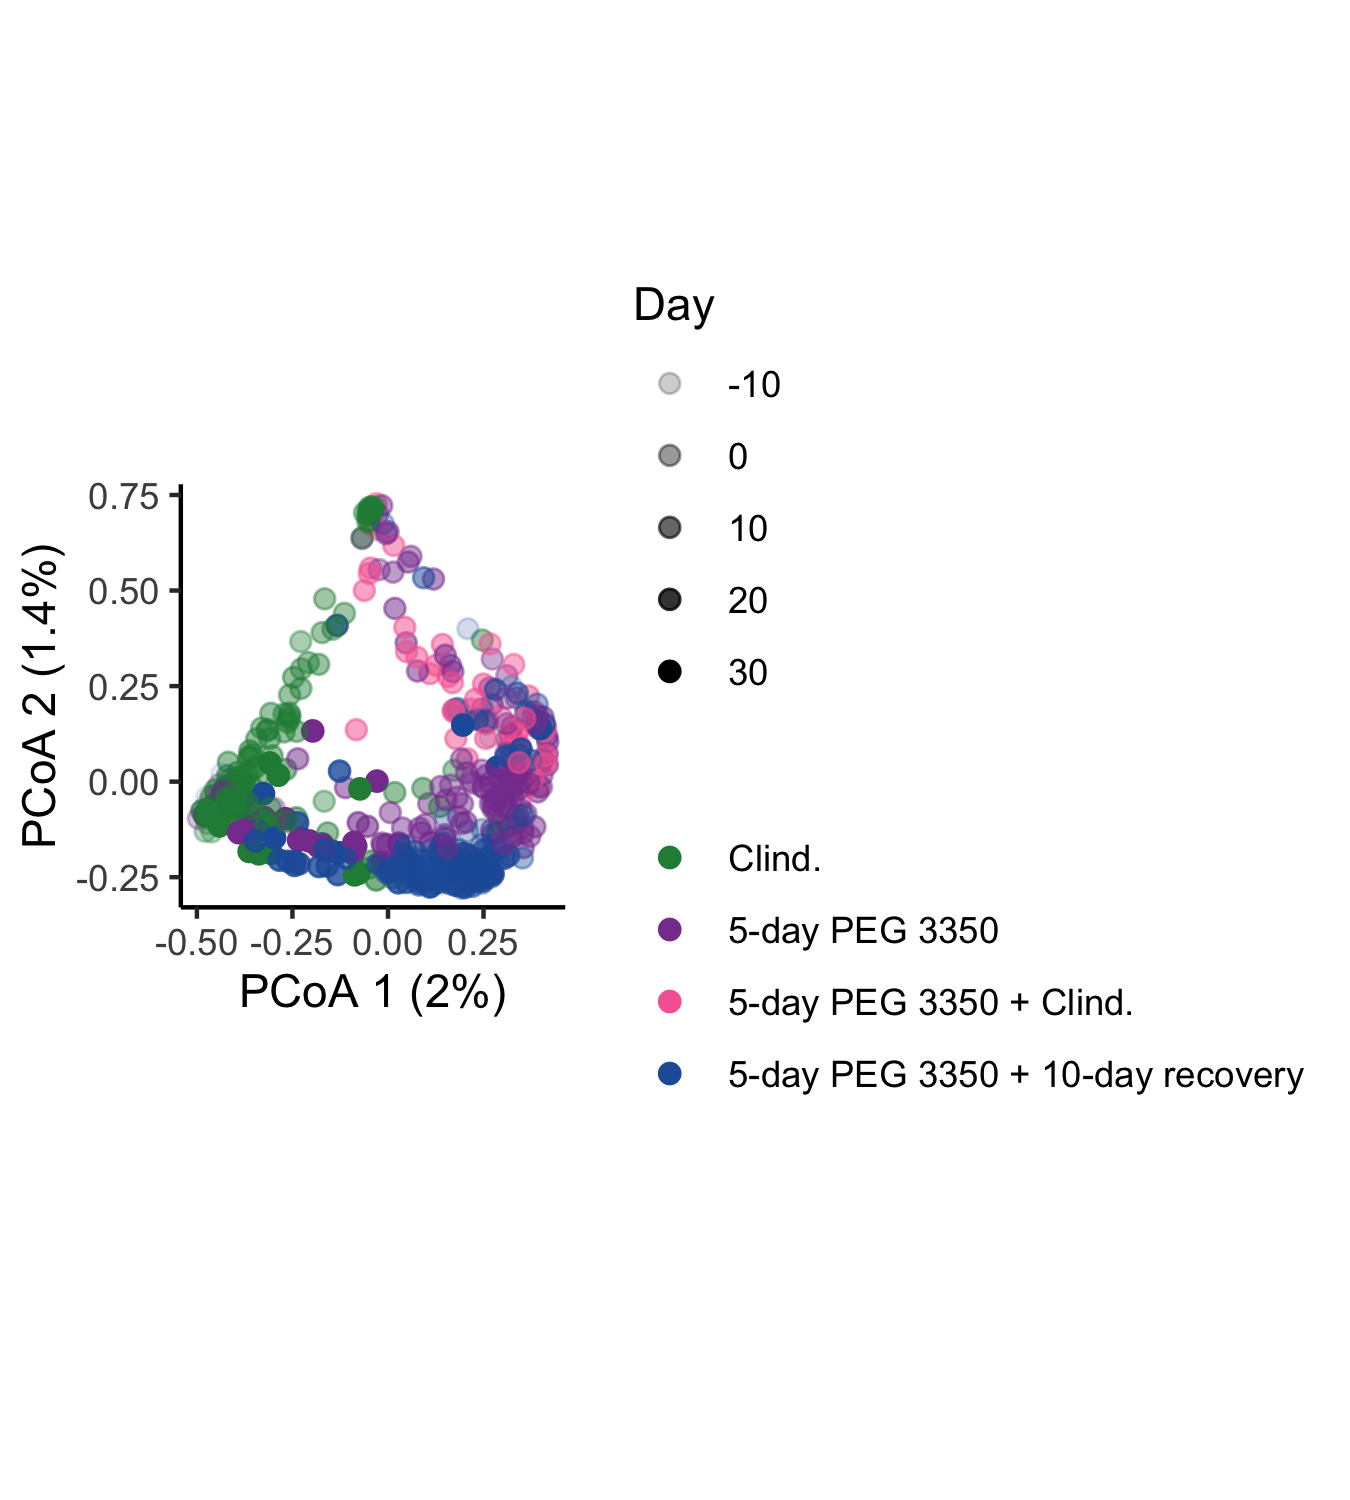 Day
-10
0
10
20
30
0.75
0.50
0.25
0.00
-0.25
PCoA 2 (1.4%)
-0.50 -0.25 0.00 0.25
PCoA 1 (2%)
Clind.
5-day PEG 3350
5-day PEG 3350 + Clind.
5-day PEG 3350 + 10-day recovery